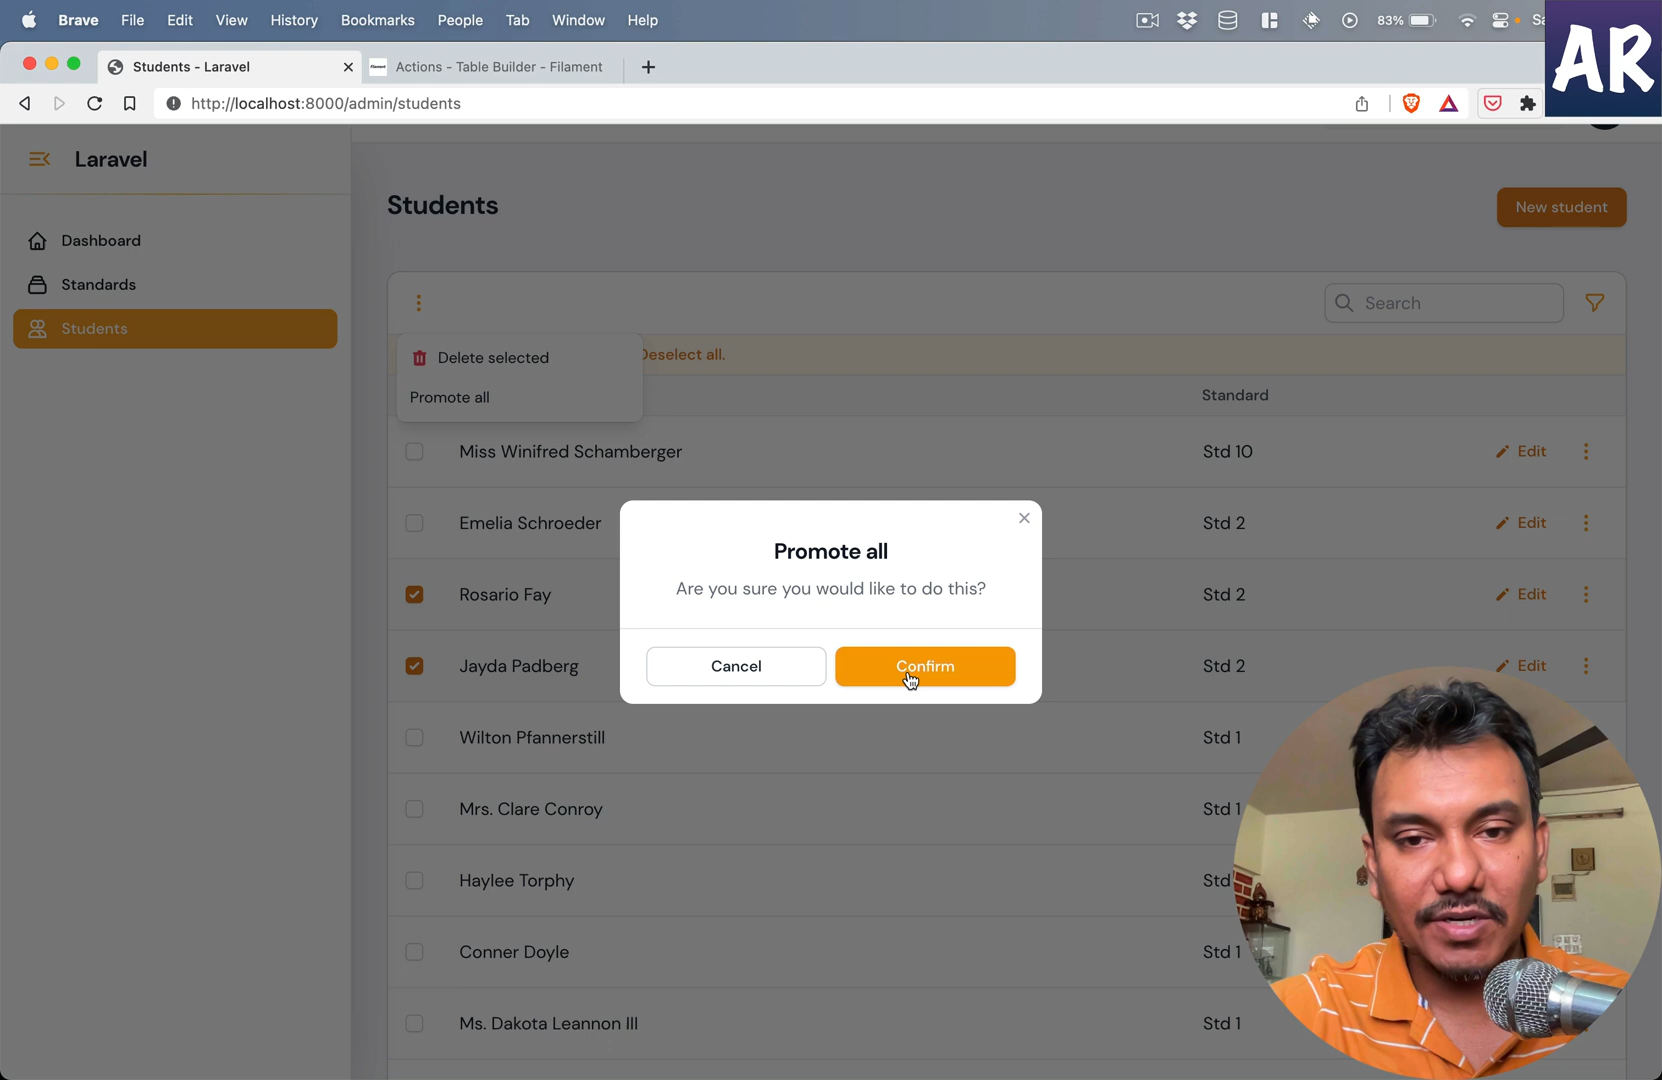 Brave File Edit View History Bookmarks People Tab Window Help 83%
AR
Students - Laravel
Actions - Table Builder - Filament
http://localhost:8000/admin/students
Laravel
Dashboard
Standards
Students
Students
New student
Search
Delete selected
Promote all
Deselect all.
Standard
Miss Winifred Schamberger Std 10 Edit
Emelia Schroeder Std 2 Edit
Rosario Fay Std 2 Edit
Jayda Padberg Std 2 Edit
Wilton Pfannerstill Std 1
Mrs. Clare Conroy Std 1
Haylee Torphy Std
Conner Doyle Std 1
Ms. Dakota Leannon III Std 1
Promote all
Are you sure you would like to do this?
Cancel
Confirm